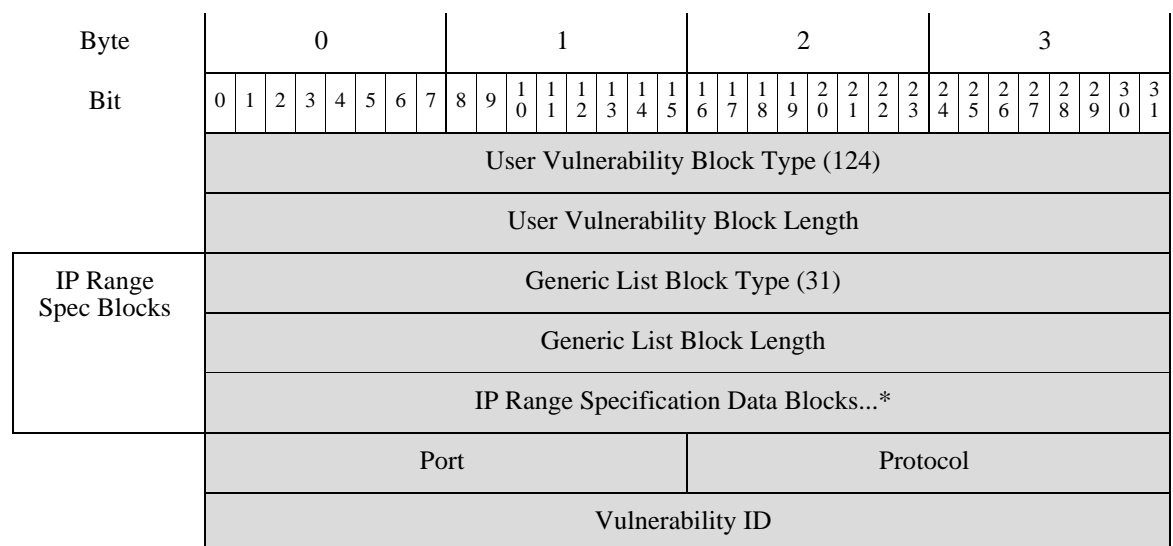 Byte 0 1 2 3
Bit 0 1 2 3 4 5 6 7 8 9 10 11 12 13 14 15 16 17 18 19 20 21 22 23 24 25 26 27 28 29 30 31
User Vulnerability Block Type (124)
User Vulnerability Block Length
IP Range
Spec Blocks
Generic List Block Type (31)
Generic List Block Length
IP Range Specification Data Blocks...*
Port Protocol
Vulnerability ID